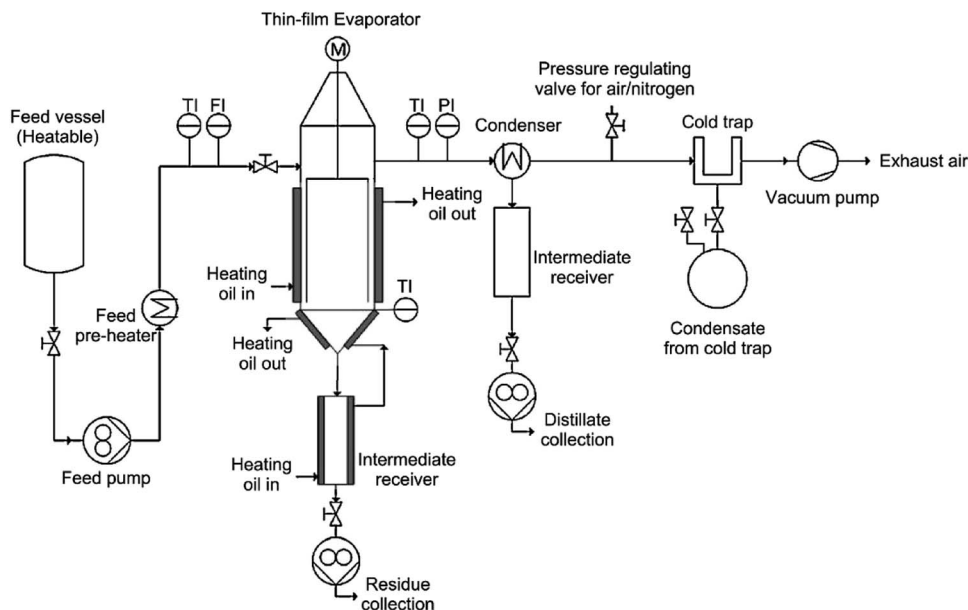 Thin-film Evaporator
M
Pressure regulating
valve for air/nitrogen
Feed vessel
(Heatable)
TI
FI
TI
PI
Condenser
Cold trap
Exhaust air
Vacuum pump
Heating
oil out
Heating
oil in
TI
Intermediate
receiver
Feed
pre-heater
Heating
oil out
Condensate
from cold trap
Distillate
collection
Heating
oil in
Intermediate
receiver
Feed pump
Residue
collection